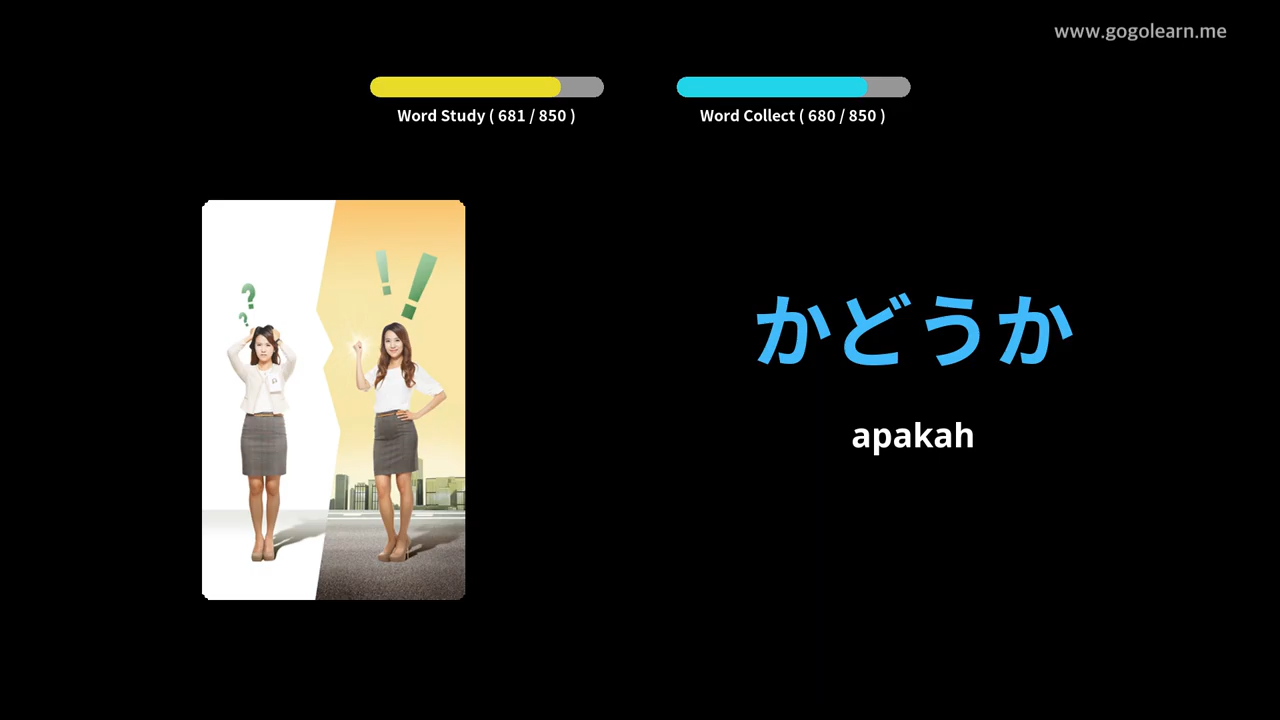 www.gogolearn.me
Word Study ( 681 / 850 )
Word Collect ( 680 / 850 )
? ?
! !
かどうか
apakah